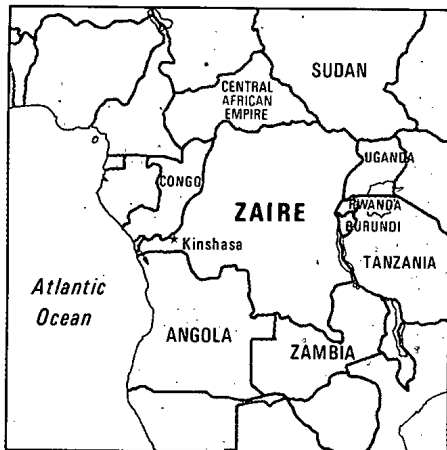 SUDAN
CENTRAL
AFRICAN
EMPIRE
UGANDA
CONGO
RWANDA
ZAIRE
BURUNDI
Kinshasa
TANZANIA
Atlantic
Ocean
ANGOLA
ZAMBIA